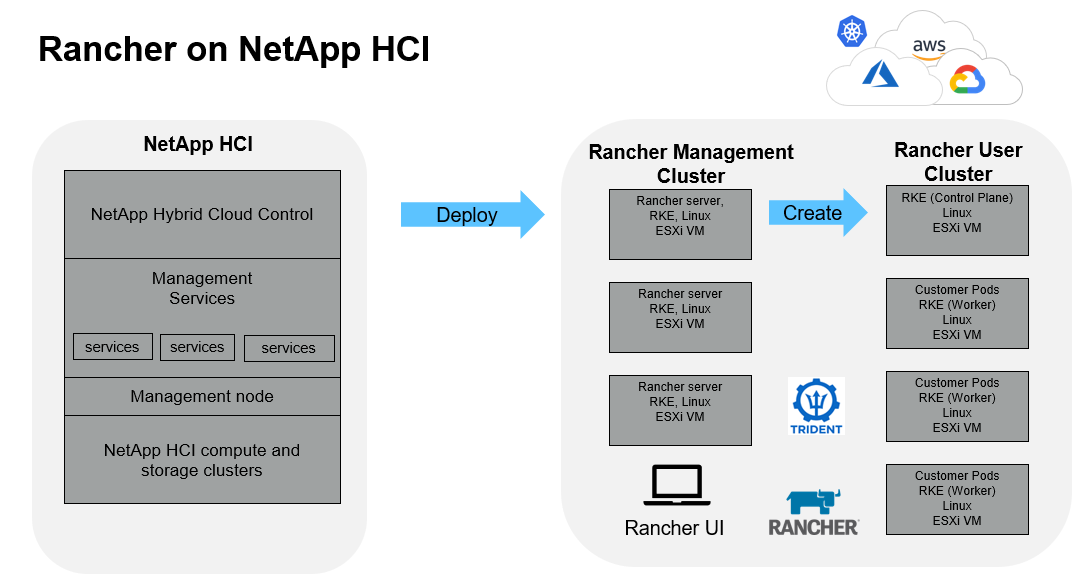 Rancher on NetApp HCI
aws
NetApp HCI
NetApp Hybrid Cloud Control
Management
Services
services
services
services
Management node
NetApp HCI compute and
storage clusters
Deploy
Rancher Management
Cluster
Rancher server,
RKE, Linux
ESXi VM
Rancher server
RKE, Linux
ESXi VM
Rancher server
RKE, Linux
ESXi VM
Rancher UI
Create
TRIDENT
RANCHER
Rancher User
Cluster
RKE (Control Plane)
Linux
ESXi VM
Customer Pods
RKE (Worker)
Linux
ESXi VM
Customer Pods
RKE (Worker)
Linux
ESXi VM
Customer Pods
RKE (Worker)
Linux
ESXi VM